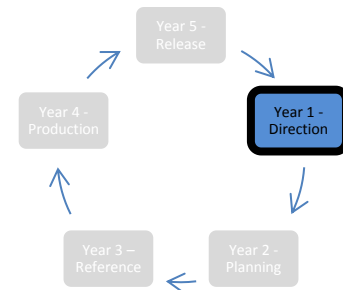 Year 5 -
Release
Year 4 -
Production
Year 1 -
Direction
Year 3 –
Reference
Year 2 -
Planning